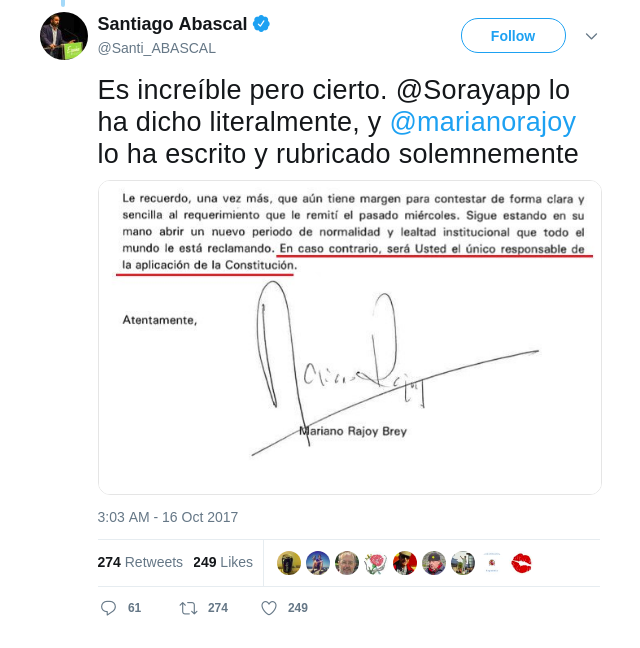 Santiago Abascal
@Santi_ABASCAL
Follow
Es increíble pero cierto. @Sorayapp lo
ha dicho literalmente, y @marianorajoy
lo ha escrito y rubricado solemnemente
Le recuerdo, una vez más, que aún tiene margen para contestar de forma clara y
sencilla al requerimiento que le remití el pasado miércoles. Sigue estando en su
mano abrir un nuevo periodo de normalidad y lealtad institucional que todo el
mundo le está reclamando. En caso contrario, será Usted el único responsable de
la aplicación de la Constitución.
Atentamente,
Mariano Rajoy Brey
3:03 AM - 16 Oct 2017
274 Retweets 249 Likes
61 274 249